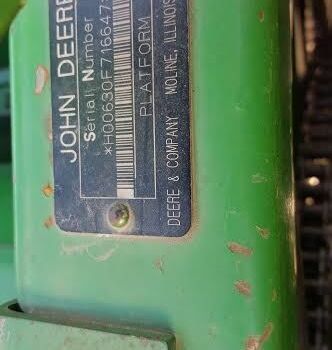 JOHN DEERE
Serial Number
*H00630F716647
PLATFORM
DEERE & COMPANY MOLINE, ILLINOIS